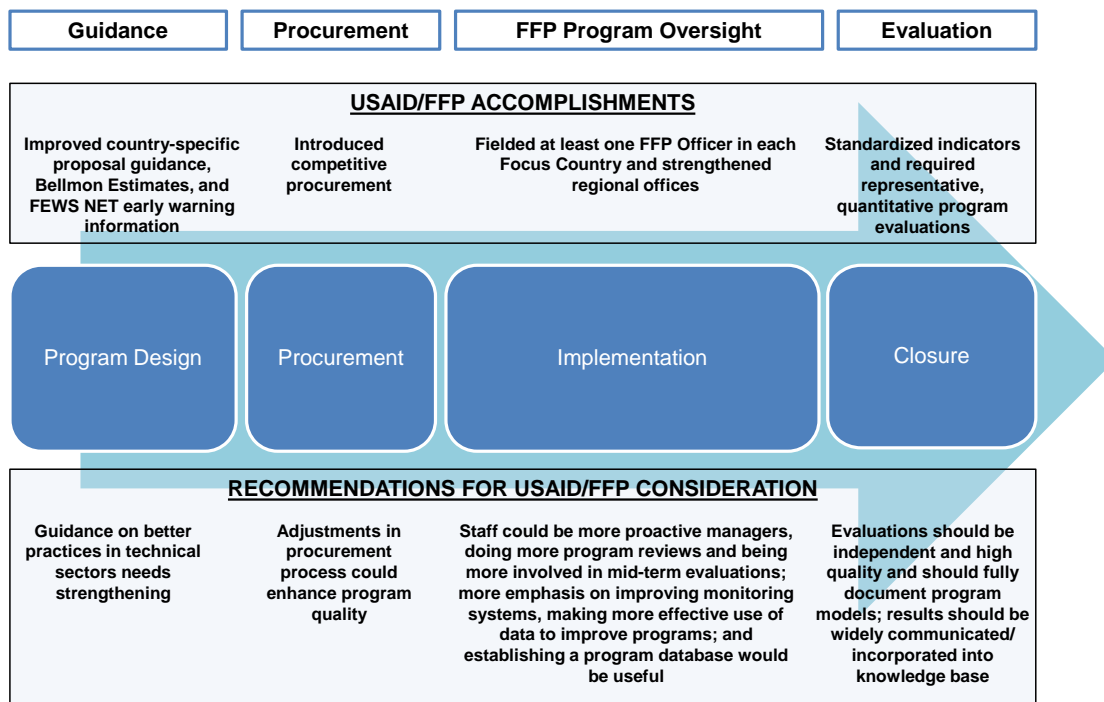 Guidance
Procurement
FFP Program Oversight
Evaluation
USAID/FFP ACCOMPLISHMENTS
Improved country-specific
proposal guidance,
Bellmon Estimates, and
FEWS NET early warning
information
Introduced
competitive
procurement
Fielded at least one FFP Officer in each
Focus Country and strengthened
regional offices
Standardized indicators
and required
representative,
quantitative program
evaluations
Program Design
Procurement
Implementation
Closure
RECOMMENDATIONS FOR USAID/FFP CONSIDERATION
Guidance on better
practices in technical
sectors needs
strengthening
Adjustments in
procurement
process could
enhance program
quality
Staff could be more proactive managers,
doing more program reviews and being
more involved in mid-term evaluations;
more emphasis on improving monitoring
systems, making more effective use of
data to improve programs; and
establishing a program database would
be useful
Evaluations should be
independent and high
quality and should fully
document program
models; results should be
widely communicated/
incorporated into
knowledge base